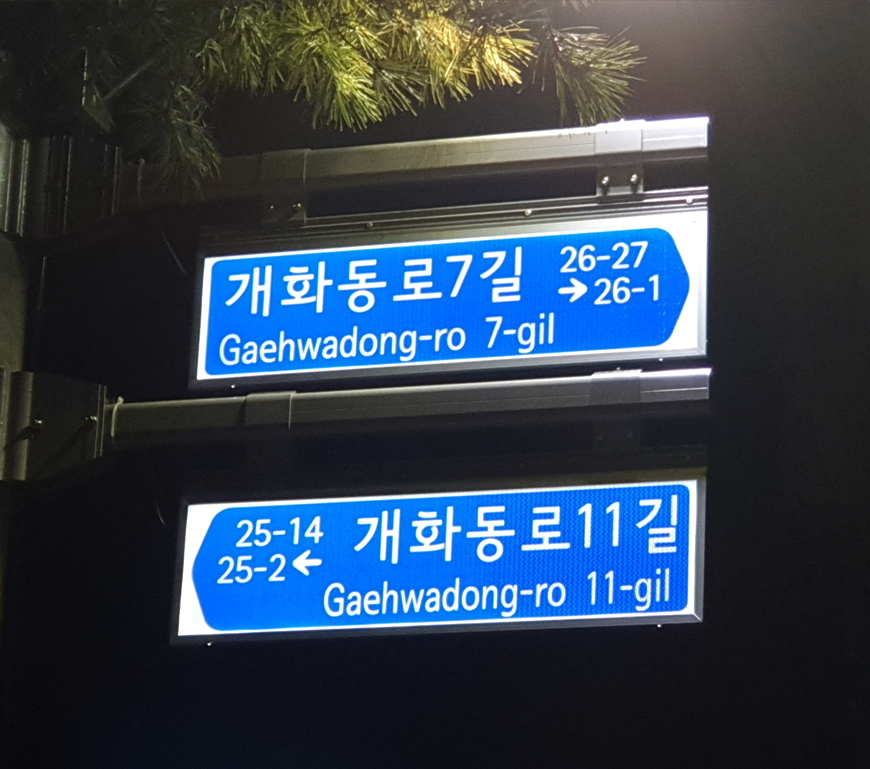 개화동로7길
26-27
→26-1
Gaehwadong-ro 7-gil
25-14
25-2←
개화동로11길
Gaehwadong-ro 11-gil